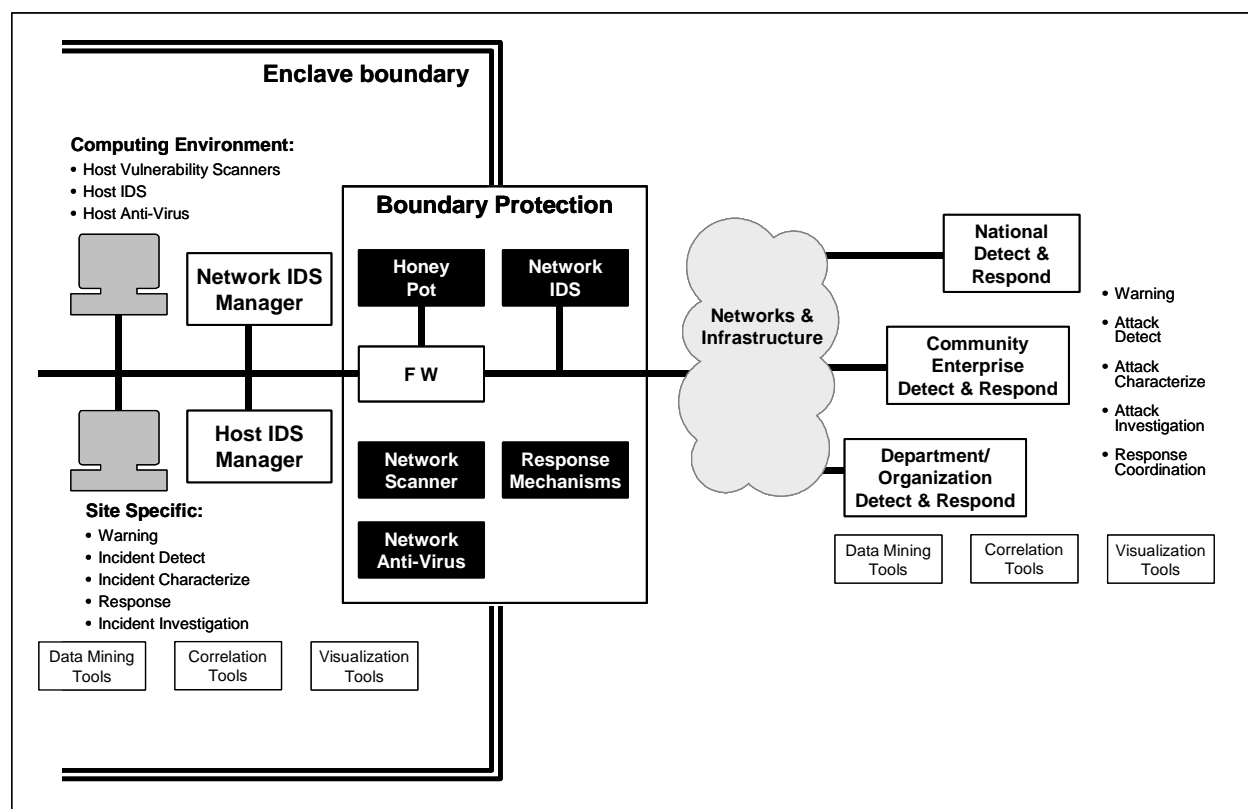 Enclave boundary
Computing Environment:
• Host Vulnerability Scanners
• Host IDS
• Host Anti-Virus
Network IDS
Manager
Host IDS
Manager
Site Specific:
• Warning
• Incident Detect
• Incident Characterize
• Response
• Incident Investigation
Data Mining
Tools
Correlation
Tools
Visualization
Tools
Boundary Protection
Honey
Pot
Network
IDS
F W
Network
Scanner
Response
Mechanisms
Network
Anti-Virus
Networks &
Infrastructure
National
Detect &
Respond
Community
Enterprise
Detect & Respond
Department/
Organization
Detect & Respond
• Warning
• Attack
Detect
• Attack
Characterize
• Attack
Investigation
• Response
Coordination
Data Mining
Tools
Correlation
Tools
Visualization
Tools